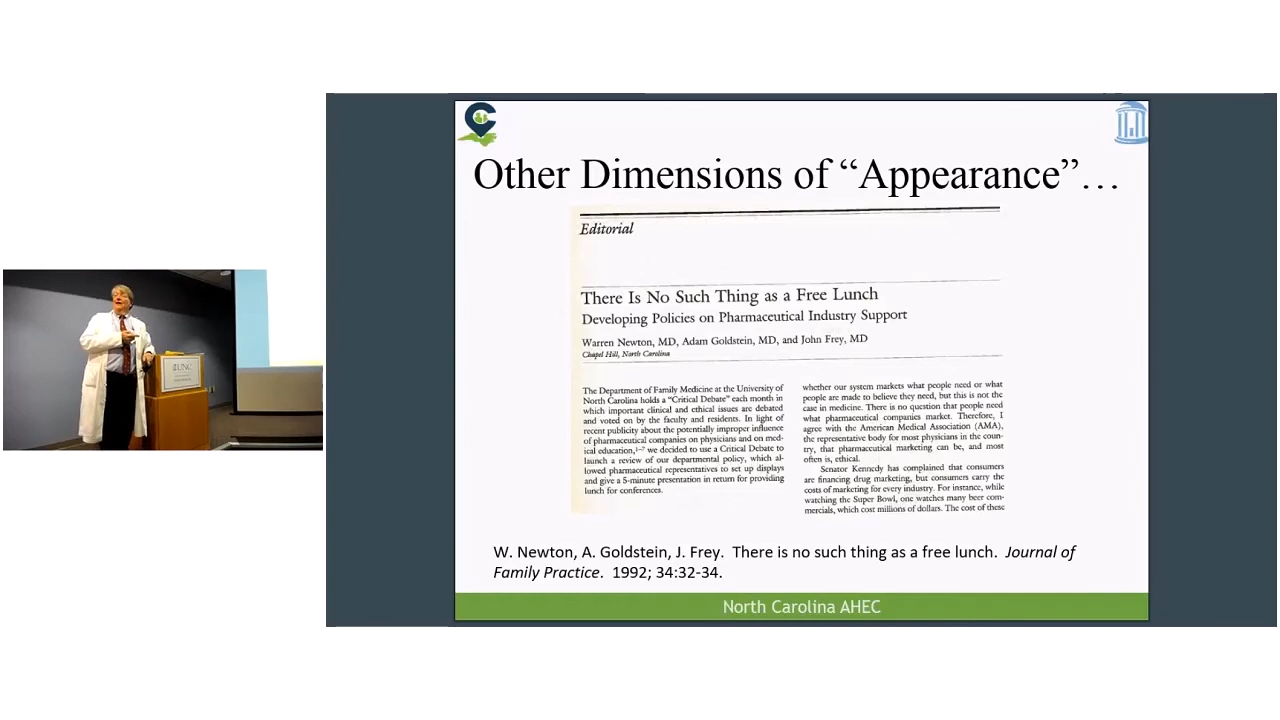 Other Dimensions of “Appearance”…
Editorial
There Is No Such Thing as a Free Lunch
Developing Policies on Pharmaceutical Industry Support
Warren Newton, MD, Adam Goldstein, MD, and John Frey, MD
Chapel Hill, North Carolina
The Department of Family Medicine at the University of
North Carolina holds a “Critical Debate” each month in
which important clinical and ethical issues are debated
and voted on by the faculty and residents. In light of
recent publicity about the potentially improper influence
of pharmaceutical companies on physicians and on med-
ical education,1–7 we decided to use a Critical Debate to
launch a review of our departmental policy, which al-
lowed pharmaceutical representatives to set up displays
and give a 5-minute presentation in return for providing
lunch for conferences.
whether our system markets what people need or what
people are made to believe they need, but this is not the
case in medicine. There is no question that people need
what pharmaceutical companies market. Therefore, I
agree with the American Medical Association (AMA),
the representative body for most physicians in the coun-
try, that pharmaceutical marketing can be, and most
often is, ethical.
Senator Kennedy has complained that consumers
are financing drug marketing, but consumers carry the
costs of marketing for every industry. For instance, while
watching the Super Bowl, one watches many beer com-
mercials, which cost millions of dollars. The cost of these
W. Newton, A. Goldstein, J. Frey. There is no such thing as a free lunch. Journal of
Family Practice. 1992; 34:32-34.
North Carolina AHEC
UNC